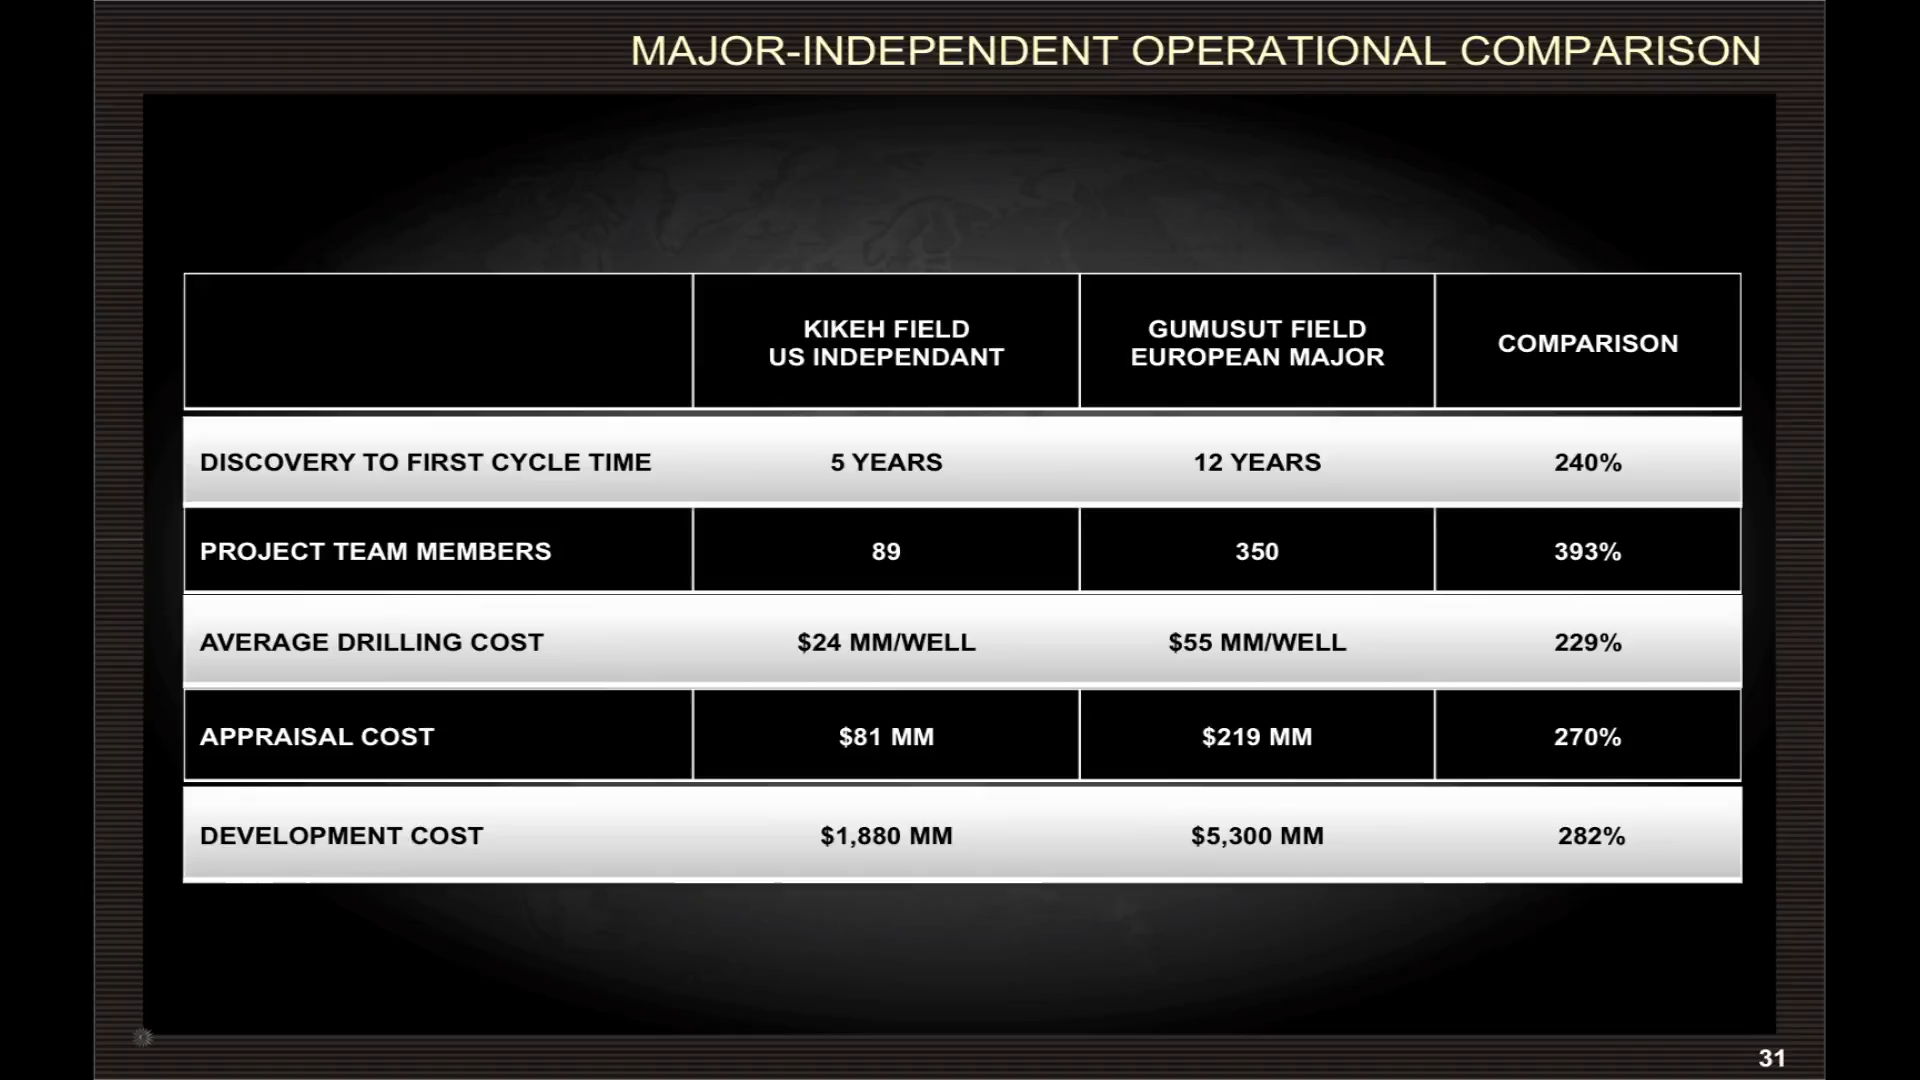 MAJOR-INDEPENDENT OPERATIONAL COMPARISON
KIKEH FIELD
US INDEPENDANT
GUMUSUT FIELD
EUROPEAN MAJOR
COMPARISON
DISCOVERY TO FIRST CYCLE TIME 5 YEARS 12 YEARS 240%
PROJECT TEAM MEMBERS 89 350 393%
AVERAGE DRILLING COST $24 MM/WELL $55 MM/WELL 229%
APPRAISAL COST $81 MM $219 MM 270%
DEVELOPMENT COST $1,880 MM $5,300 MM 282%
31